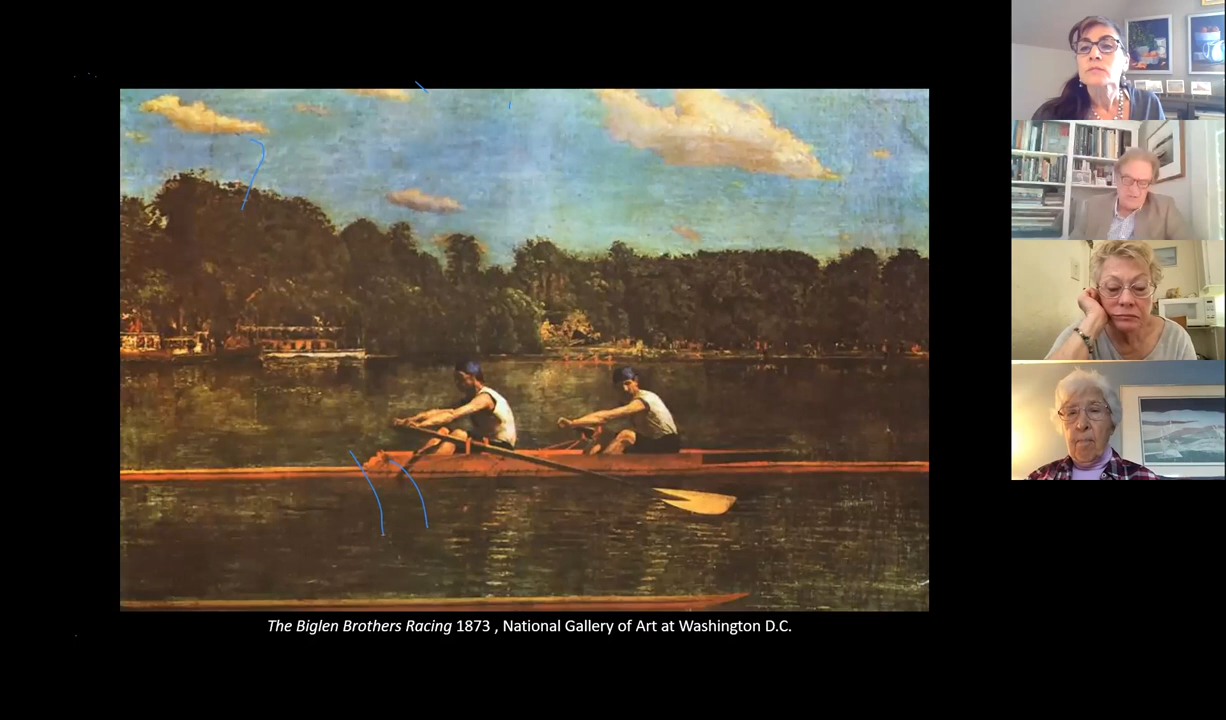 The Biglen Brothers Racing 1873 , National Gallery of Art at Washington D.C.